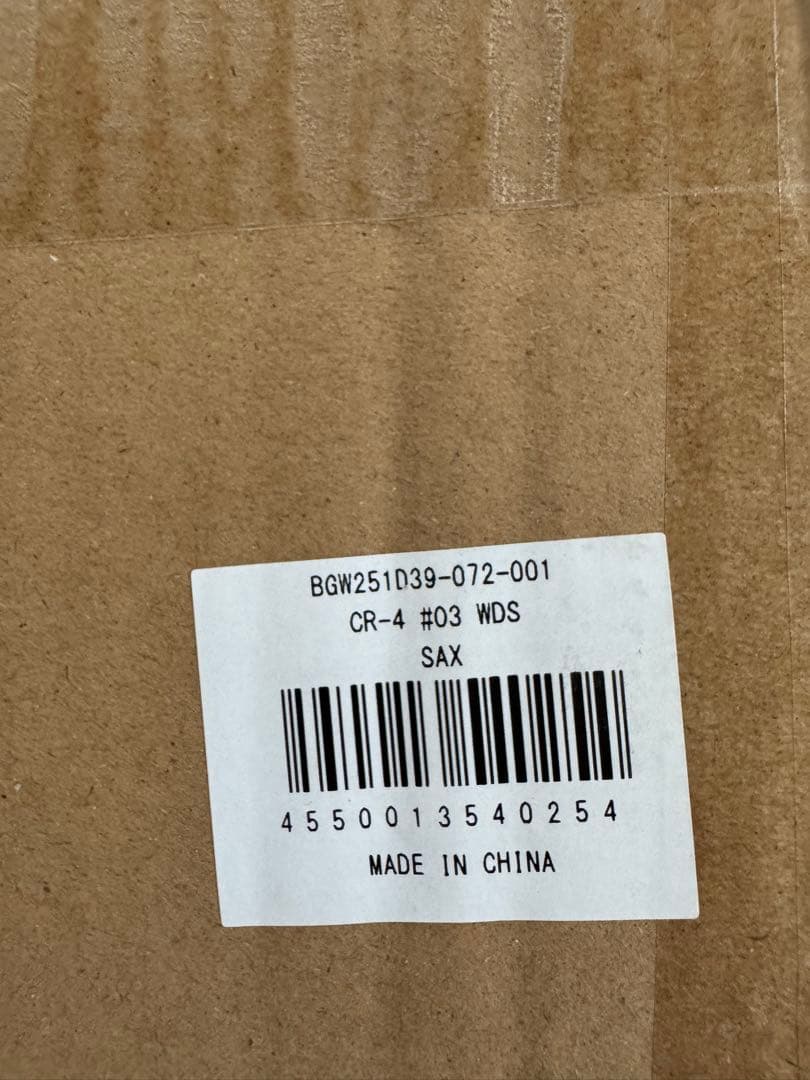 BGW251D39-072-001
CR-4 #03 WDS
SAX
4550013540254
MADE IN CHINA